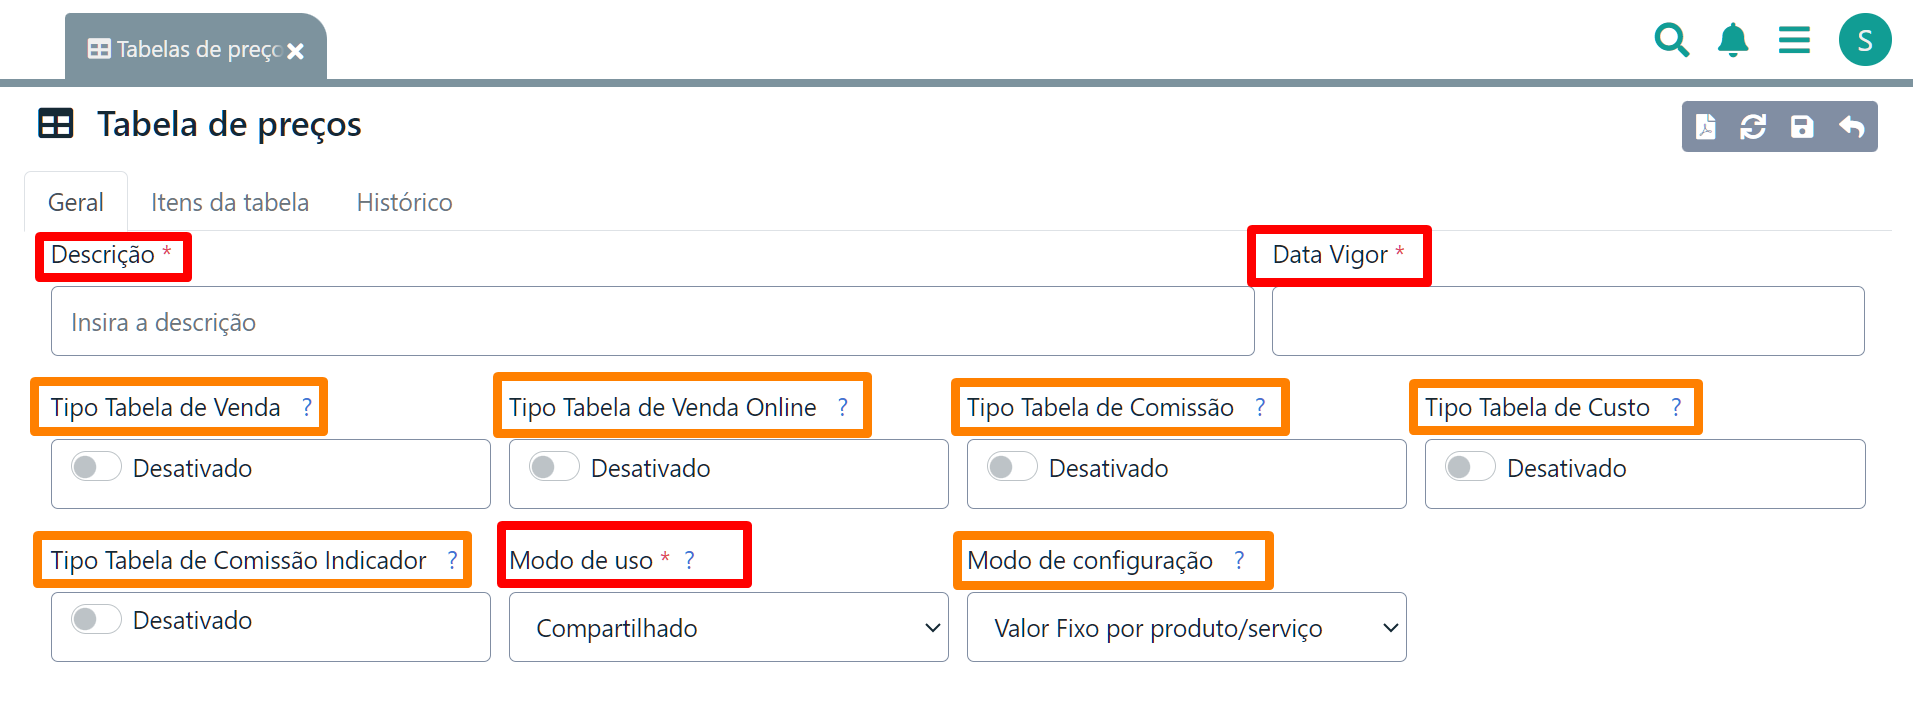 Tabelas de preço
S
Tabela de preços
Geral Itens da tabela Histórico
Descrição * Data Vigor *
Insira a descrição
Tipo Tabela de Venda ? Tipo Tabela de Venda Online ? Tipo Tabela de Comissão ? Tipo Tabela de Custo ?
Desativado Desativado Desativado Desativado
Tipo Tabela de Comissão Indicador ? Modo de uso * ? Modo de configuração ?
Desativado Compartilhado Valor Fixo por produto/serviço